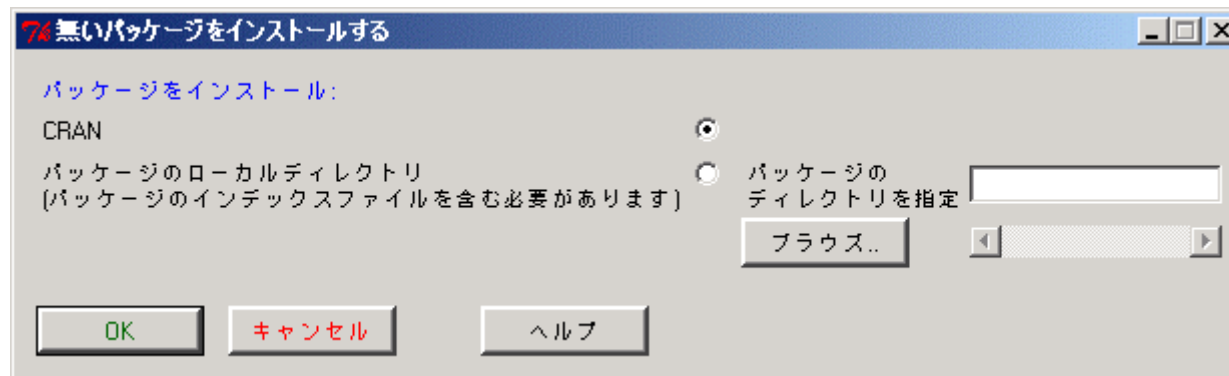 無いパッケージをインストールする
パッケージをインストール:
CRAN
パッケージのローカルディレクトリ
(パッケージのインデックスファイルを含む必要があります)
パッケージの
ディレクトリを指定
ブラウズ..
OK
キャンセル
ヘルプ